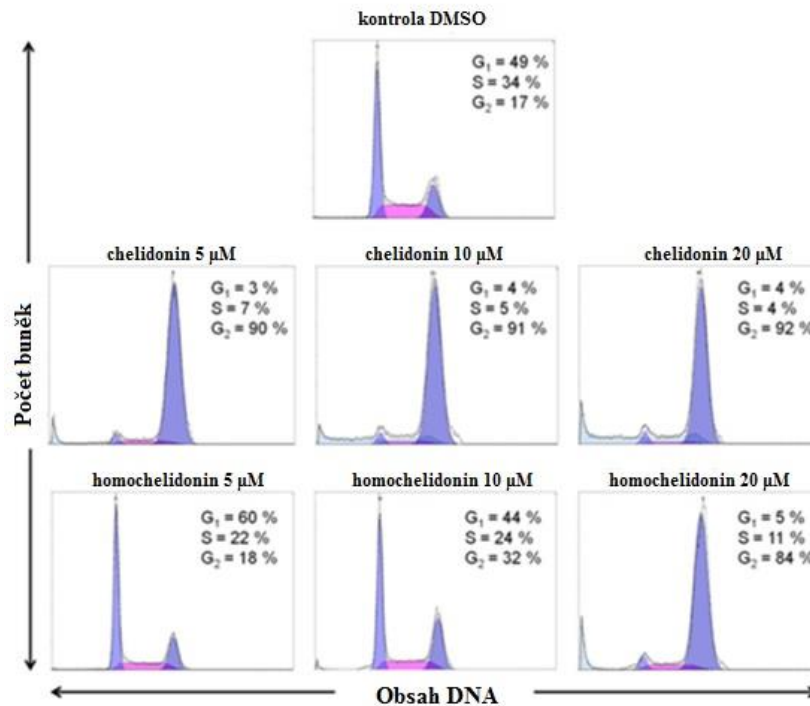 kontrola DMSO
G₁ = 49 %
S = 34 %
G₂ = 17 %
chelidonin 5 µM
G₁ = 3 %
S = 7 %
G₂ = 90 %
chelidonin 10 µM
G₁ = 4 %
S = 5 %
G₂ = 91 %
chelidonin 20 µM
G₁ = 4 %
S = 4 %
G₂ = 92 %
Počet buněk
homochelidonin 5 µM
G₁ = 60 %
S = 22 %
G₂ = 18 %
homochelidonin 10 µM
G₁ = 44 %
S = 24 %
G₂ = 32 %
homochelidonin 20 µM
G₁ = 5 %
S = 11 %
G₂ = 84 %
Obsah DNA